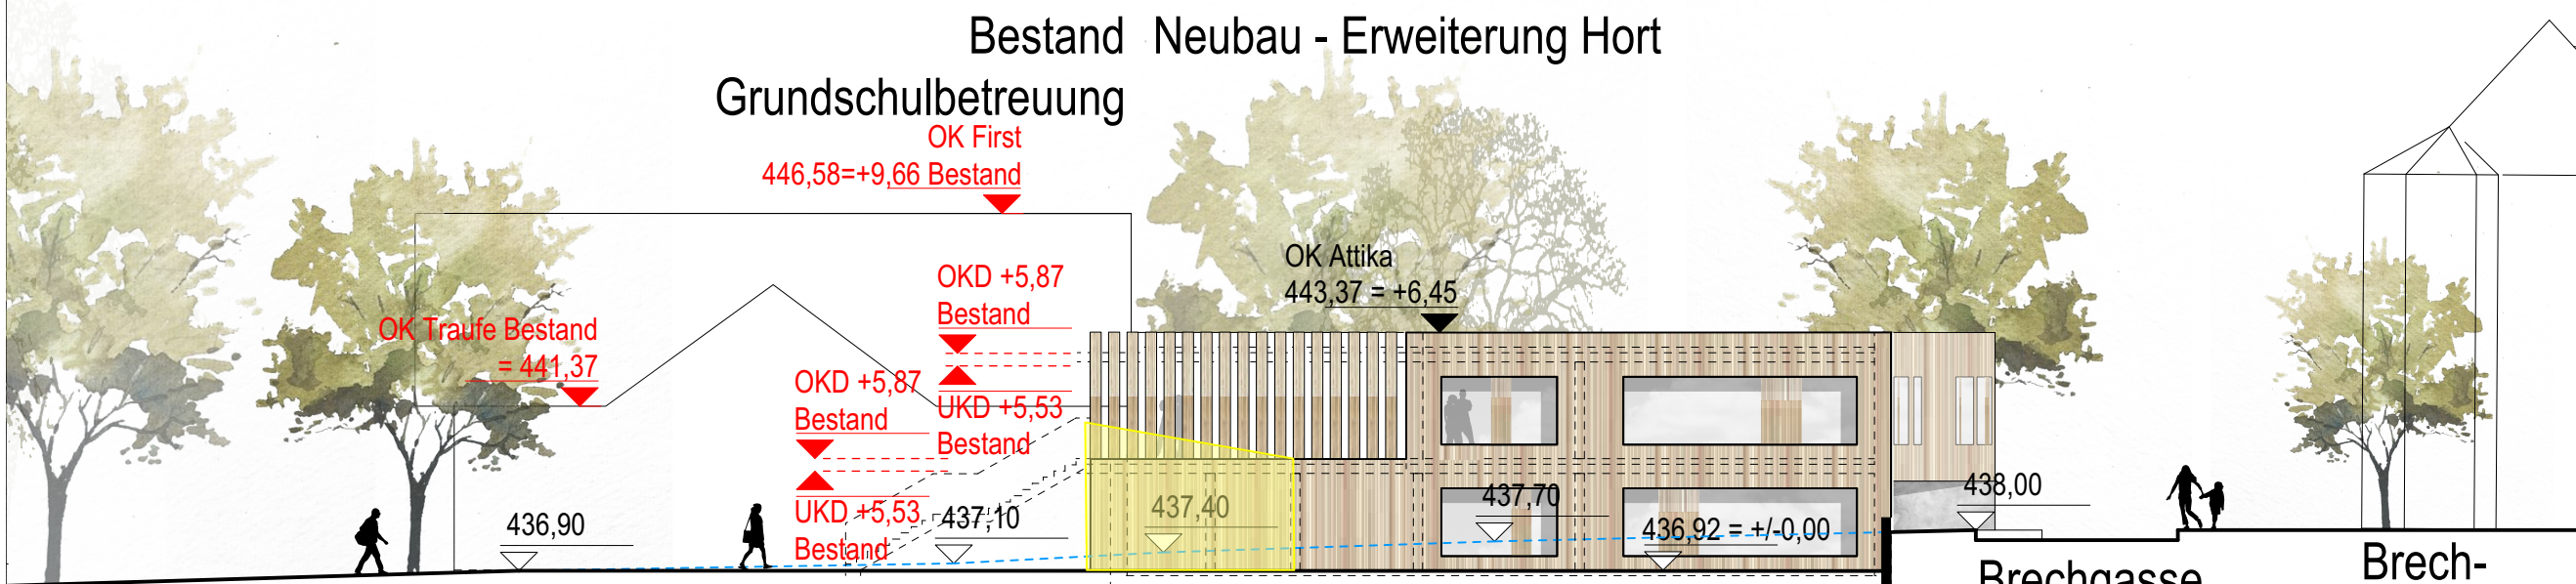 Bestand Neubau - Erweiterung Hort
Grundschulbetreuung
OK First
446,58=+9,66 Bestand
OK Attika
443,37 = +6,45
OKD +5,87
Bestand
OK Traufe Bestand
= 441,37
OKD +5,87
Bestand
UKD +5,53
Bestand
UKD +5,53
Bestand
436,90
437,10
437,40
437,70
436,92 = +/-0,00
438,00
Brechgasse
Brech-